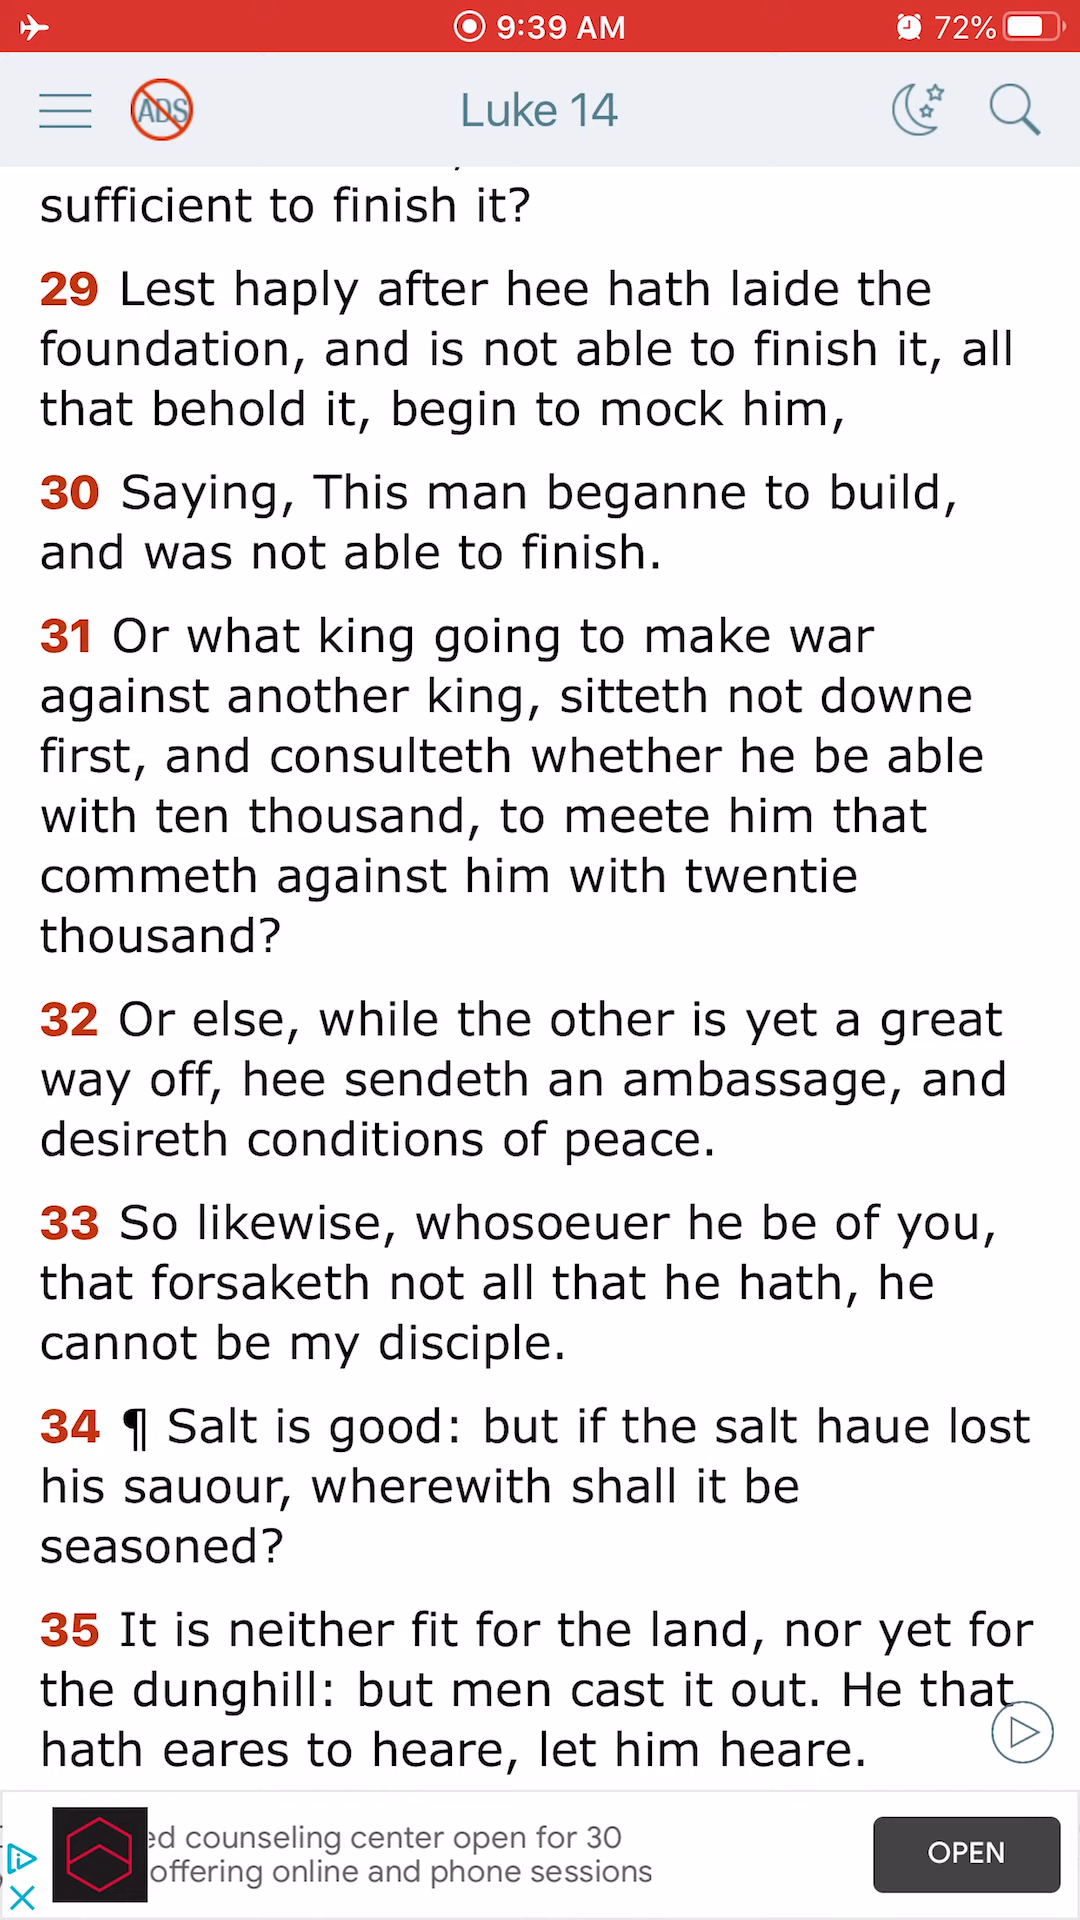 9:39 AM
72%
ADS
Luke 14
sufficient to finish it?
29 Lest haply after hee hath laide the
foundation, and is not able to finish it, all
that behold it, begin to mock him,
30 Saying, This man beganne to build,
and was not able to finish.
31 Or what king going to make war
against another king, sitteth not downe
first, and consulteth whether he be able
with ten thousand, to meete him that
commeth against him with twentie
thousand?
32 Or else, while the other is yet a great
way off, hee sendeth an ambassage, and
desireth conditions of peace.
33 So likewise, whosoeuer he be of you,
that forsaketh not all that he hath, he
cannot be my disciple.
34 ¶ Salt is good: but if the salt haue lost
his sauour, wherewith shall it be
seasoned?
35 It is neither fit for the land, nor yet for
the dunghill: but men cast it out. He that
hath eares to heare, let him heare.
ed counseling center open for 30
offering online and phone sessions
OPEN